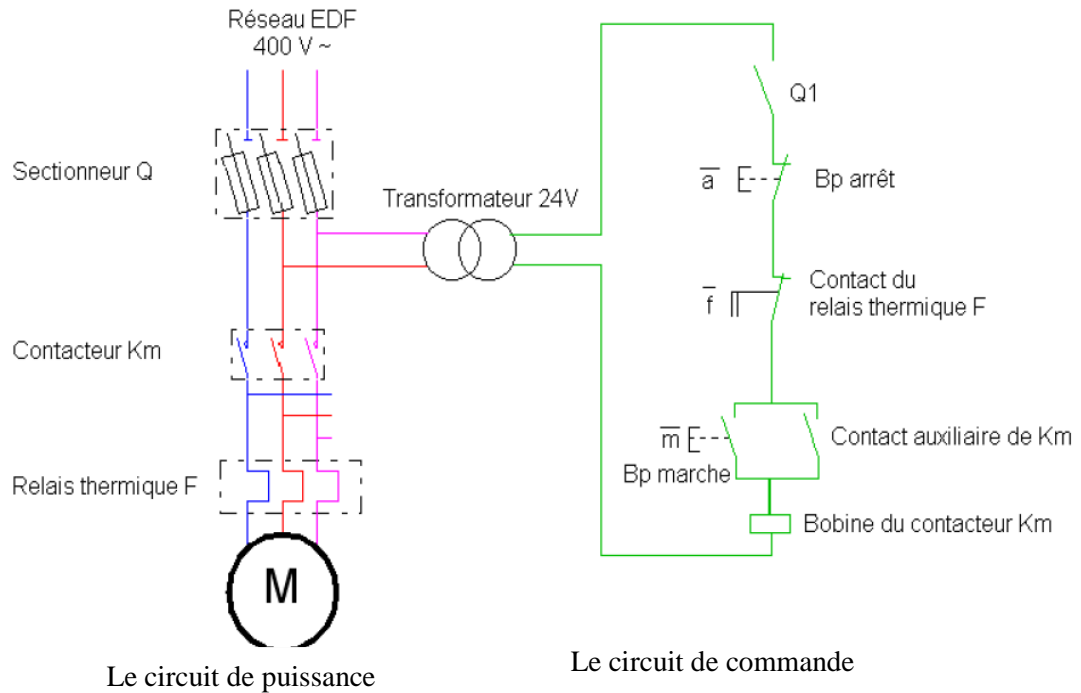 Réseau EDF
400 V ~
Sectionneur Q
Transformateur 24V
Contacteur Km
Relais thermique F
M
Le circuit de puissance
Q1
a̅
Bp arrêt
f̅
Contact du
relais thermique F
m̅
Bp marche
Contact auxiliaire de Km
Bobine du contacteur Km
Le circuit de commande